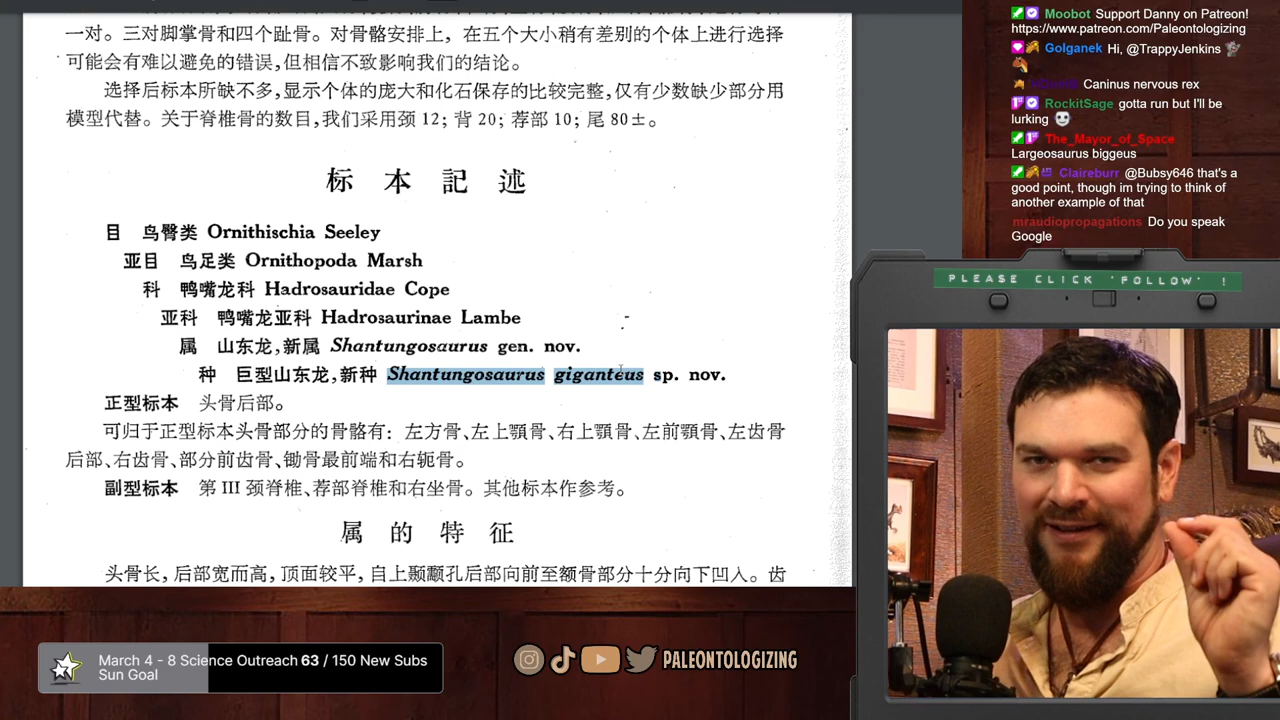 一对。三对脚掌骨和四个趾骨。对骨骼安排上，在五个大小稍有差别的个体上进行选择
可能会有难以避免的错误，但相信不致影响我们的结论。
选择后标本所缺不多，显示个体的庞大和化石保存的比较完整，仅有少数缺少部分用
模型代替。关于脊椎骨的数目，我们采用颈 12；背 20；荐部 10；尾 80±。
标本記述
目 鸟臀类 Ornithischia Seeley
亚目 鸟足类 Ornithopoda Marsh
科 鸭嘴龙科 Hadrosauridae Cope
亚科 鸭嘴龙亚科 Hadrosaurinae Lambe
属 山东龙，新属 Shantungosaurus gen. nov.
种 巨型山东龙，新种 Shantungosaurus giganteus sp. nov.
正型标本 头骨后部。
可归于正型标本头骨部分的骨骼有：左方骨、左上颚骨、右上颚骨、左前颚骨、左齿骨
后部、右齿骨、部分前齿骨、锄骨最前端和右轭骨。
副型标本 第 III 颈脊椎、荐部脊椎和右坐骨。其他标本作参考。
属的特征
头骨长，后部宽而高，顶面较平，自上颞颥孔后部向前至额骨部分十分向下凹入。齿
Moobot Support Danny on Patreon!
https://www.patreon.com/Paleontologizing
Golganek Hi, @TrappyJenkins
Caninus nervous rex
RockitSage gotta run but I'll be
lurking
The_Mayor_of_Space
Largeosaurus biggeus
Claireburr @Bubsy646 that's a
good point, though im trying to think of
another example of that
mraudiopropagations Do you speak
Google
PLEASE CLICK 'FOLLOW' !
March 4 - 8 Science Outreach 63 / 150 New Subs
Sun Goal
PALEONTOLOGIZING